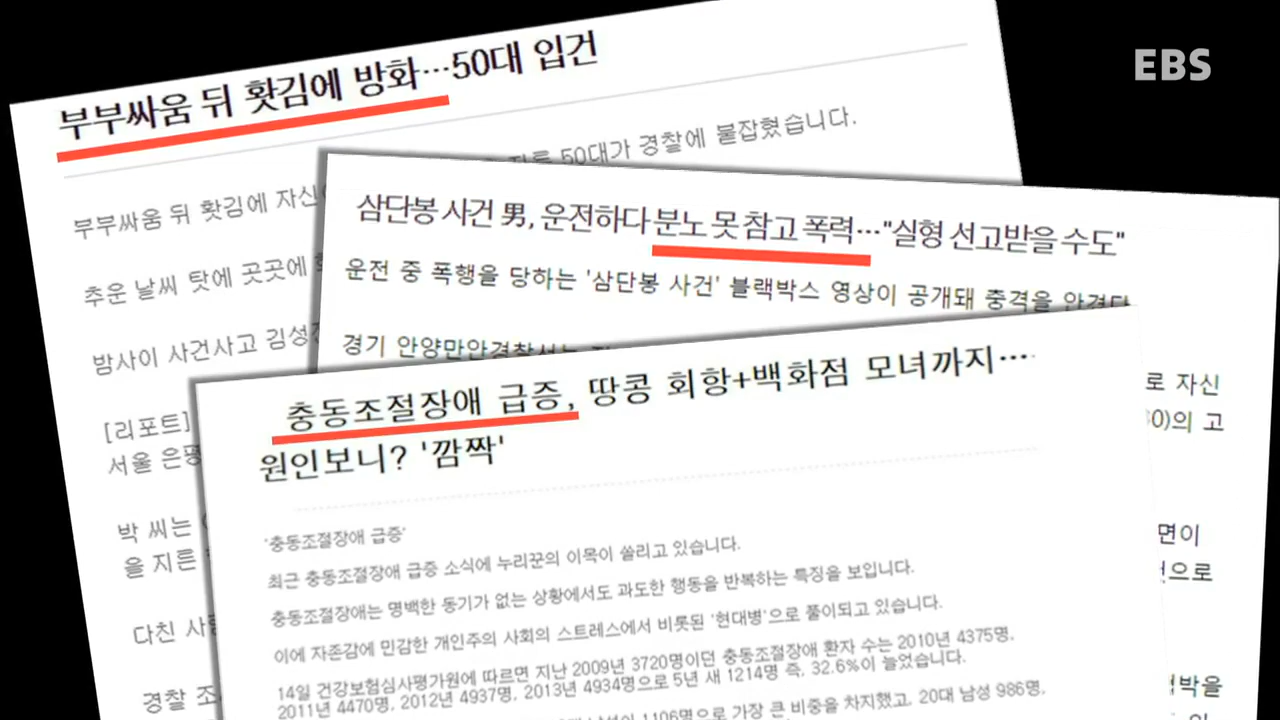 EBS
부부싸움 뒤 홧김에 방화…50대 입건
50대가 경찰에 붙잡혔습니다.
부부싸움 뒤 홧김에 자신
추운 날씨 탓에 곳곳에
밤사이 사건사고 김성
[리포트]
서울 은평
박 씨는
을 지른
다친 사람
경찰 조
삼단봉 사건 男, 운전하다 분노 못 참고 폭력…"실형 선고받을 수도"
운전 중 폭행을 당하는 '삼단봉 사건' 블랙박스 영상이 공개돼 충격을 안겼다
경기 안양만안경찰서는
로 자신
30)의 고
면이
으로
협박을
충동조절장애 급증, 땅콩 회항+백화점 모녀까지…
원인보니? '깜짝'
'충동조절장애 급증'
최근 충동조절장애 급증 소식에 누리꾼의 이목이 쏠리고 있습니다.
충동조절장애는 명백한 동기가 없는 상황에서도 과도한 행동을 반복하는 특징을 보입니다.
이에 자존감에 민감한 개인주의 사회의 스트레스에서 비롯된 '현대병'으로 풀이되고 있습니다.
14일 건강보험심사평가원에 따르면 지난 2009년 3720명이던 충동조절장애 환자 수는 2010년 4375명,
2011년 4470명, 2012년 4937명, 2013년 4934명으로 5년 새 1214명 즉, 32.6%이 늘었습니다.
남성이 1106명으로 가장 큰 비중을 차지했고, 20대 남성 986명,